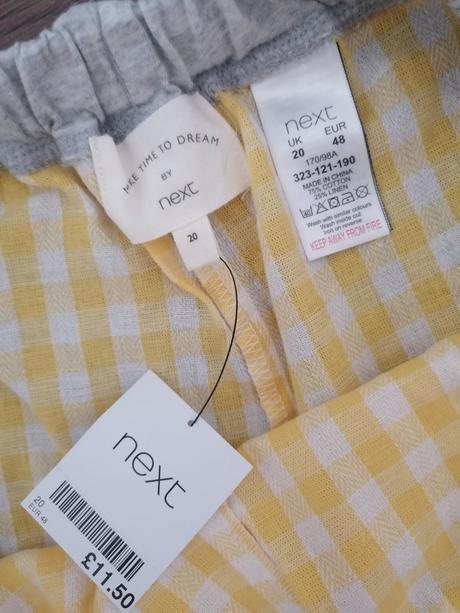 MAKE TIME TO DREAM
BY
next
20
next
UK EUR
20 48
170/98A
323-121-190
MADE IN CHINA
75% COTTON
25% LINEN
Wash with similar colours
Wash inside out
Iron on reverse
KEEP AWAY FROM FIRE
next
20
EUR 48
£11.50